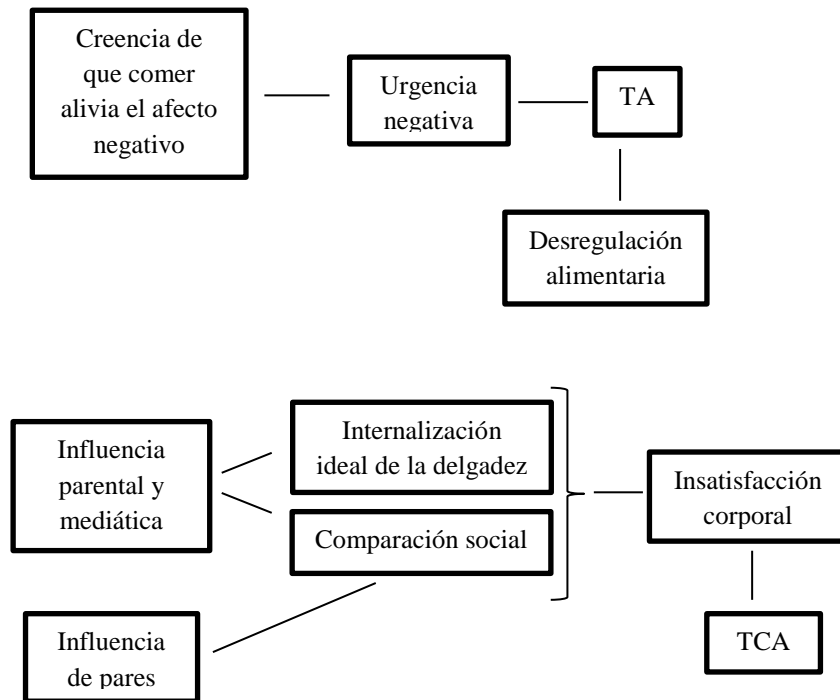 Creencia de
que comer
alivia el afecto
negativo
Urgencia
negativa
TA
Desregulación
alimentaria
Influencia
parental y
mediática
Internalización
ideal de la delgadez
Comparación social
Insatisfacción
corporal
Influencia
de pares
TCA